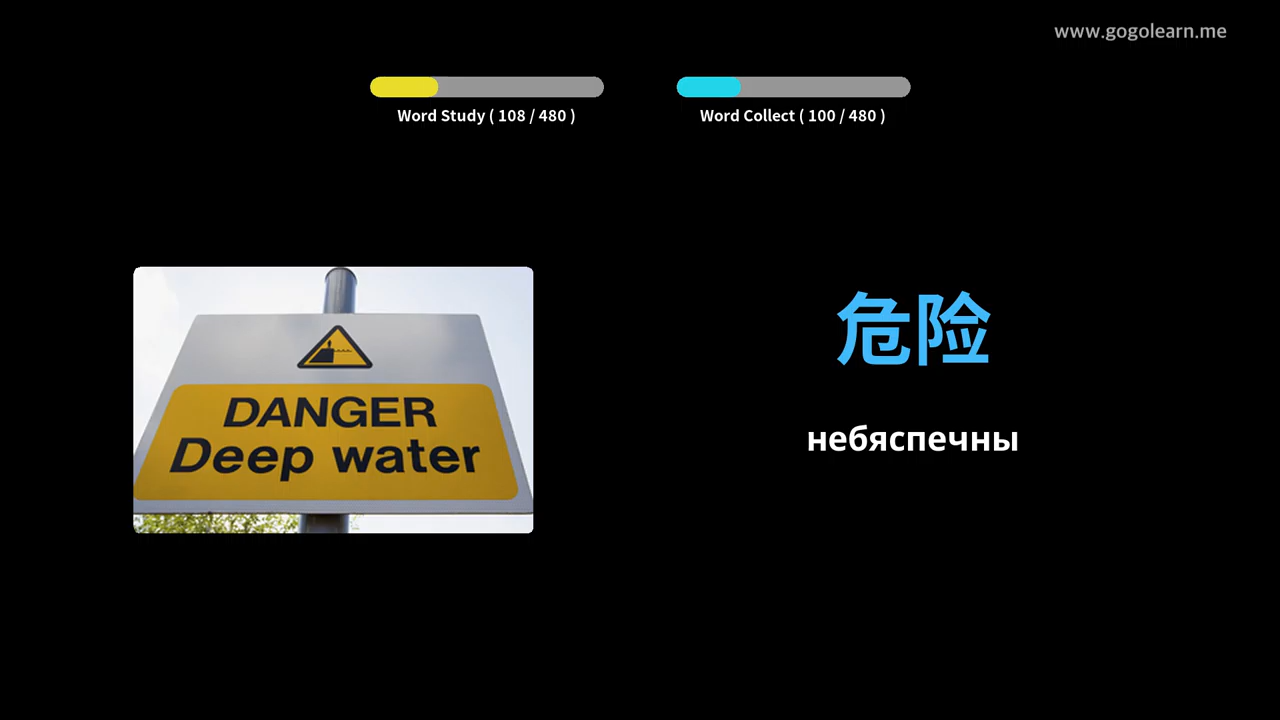 www.gogolearn.me
Word Study ( 108 / 480 )
Word Collect ( 100 / 480 )
DANGER
Deep water
危险
небяспечны